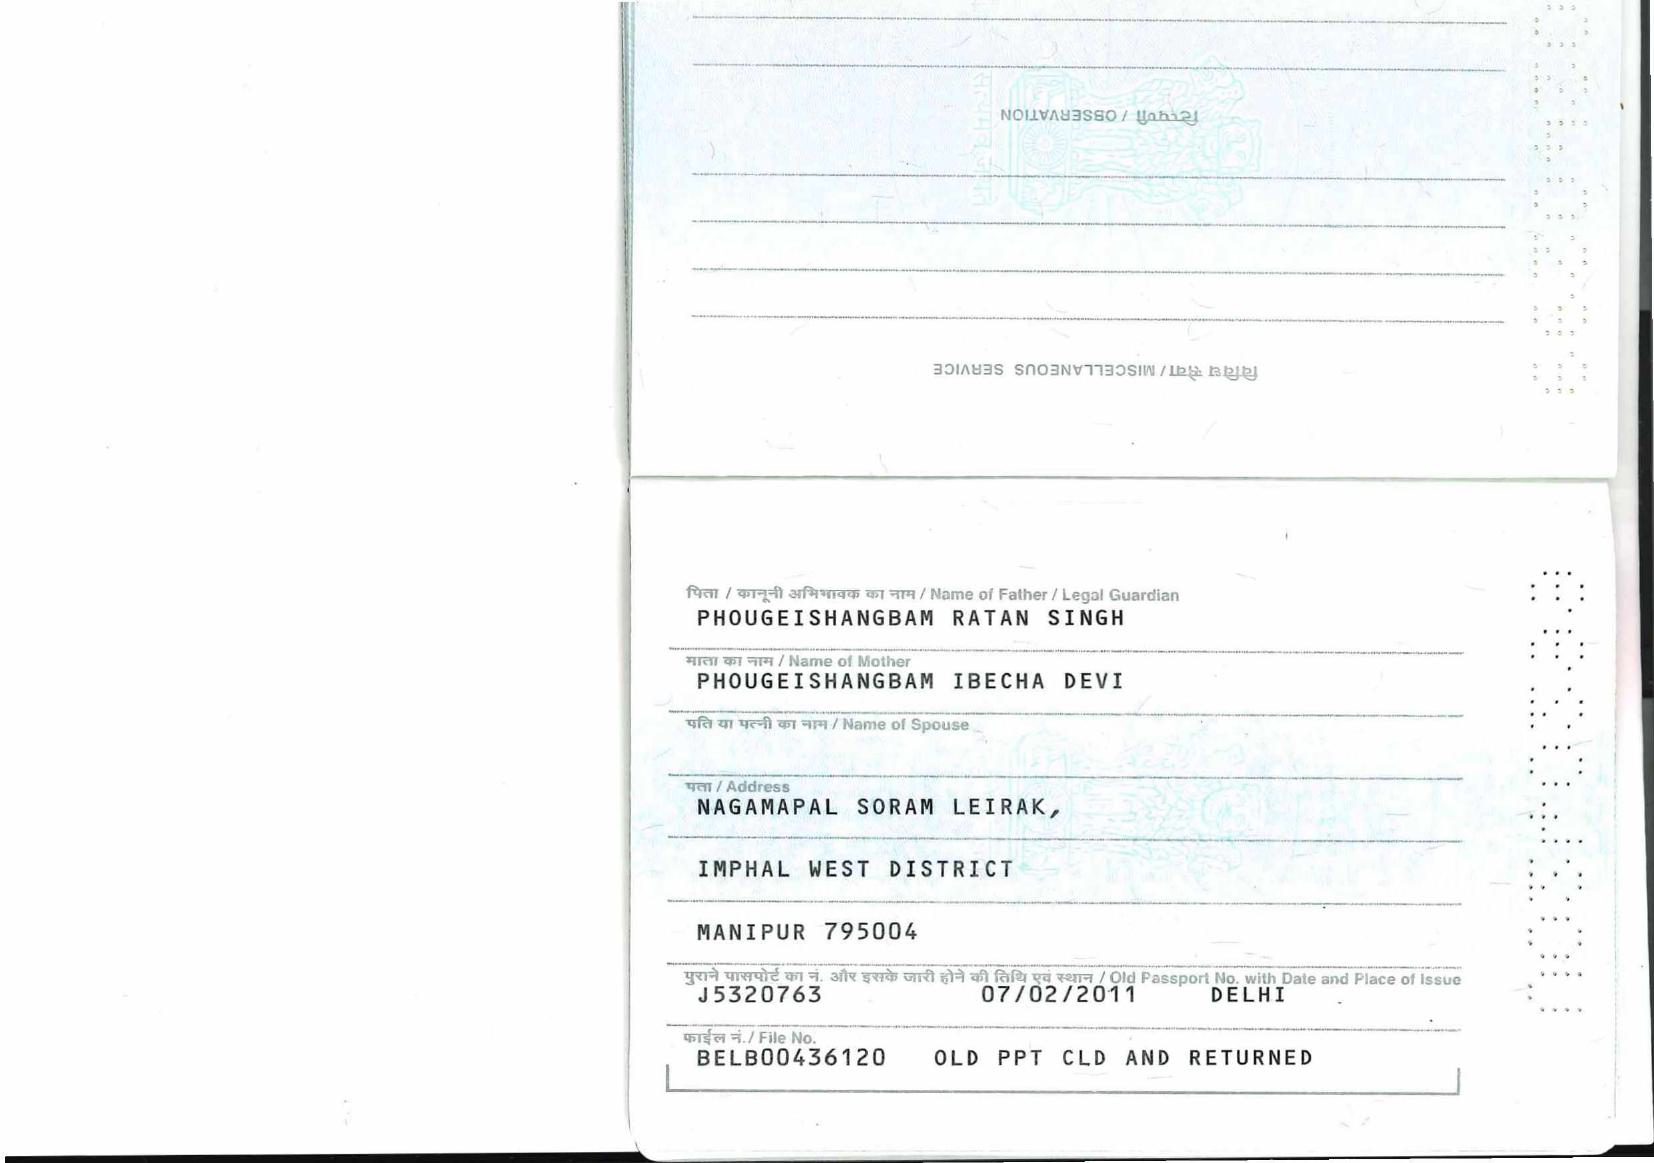 टिप्पणी / OBSERVATION
विविध सेवा / MISCELLANEOUS SERVICE
पिता / कानूनी अभिभावक का नाम / Name of Father / Legal Guardian
PHOUGEISHANGBAM RATAN SINGH
माता का नाम / Name of Mother
PHOUGEISHANGBAM IBECHA DEVI
पति या पत्नी का नाम / Name of Spouse
पता / Address
NAGAMAPAL SORAM LEIRAK,
IMPHAL WEST DISTRICT
MANIPUR 795004
पुराने पासपोर्ट का नं. और इसके जारी होने की तिथि एवं स्थान / Old Passport No. with Date and Place of Issue
J5320763 07/02/2011 DELHI
फाईल नं./ File No.
BELB00436120 OLD PPT CLD AND RETURNED